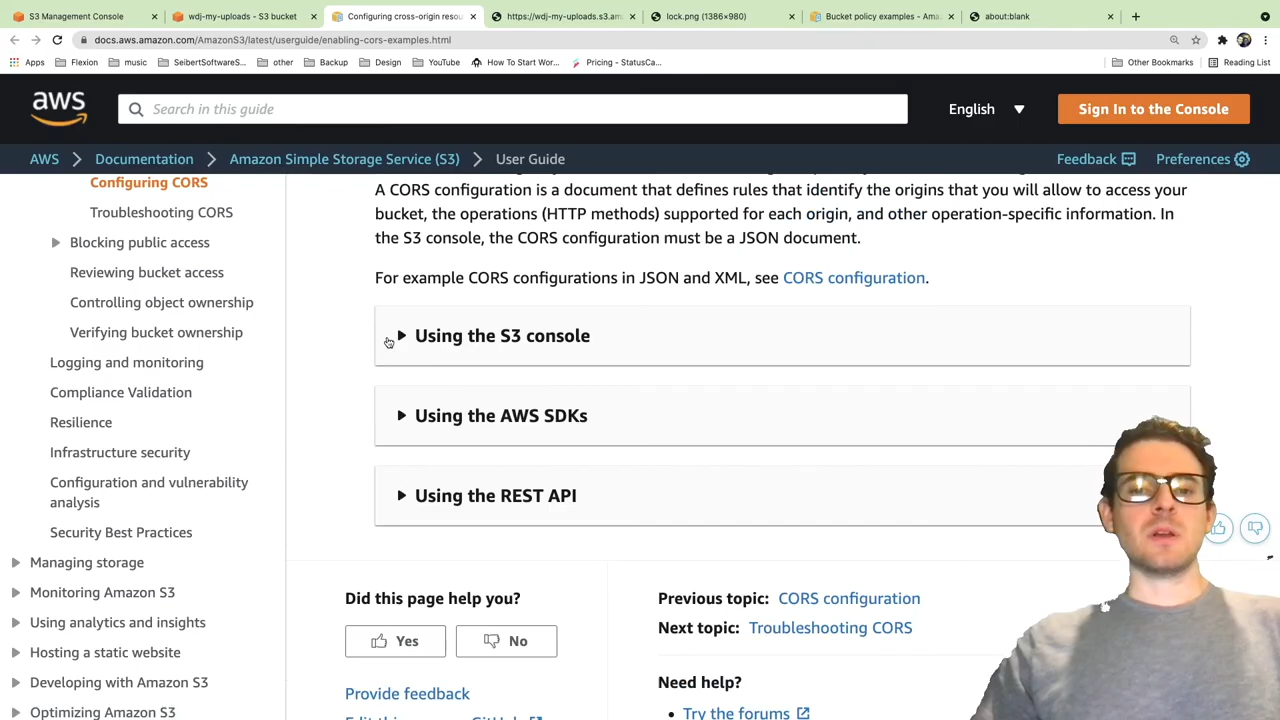 S3 Management Console
wdj-my-uploads - S3 bucket
Configuring cross-origin resou
https://wdj-my-uploads.s3.am
lock.png (1386×980)
Bucket policy examples - Amaz
about:blank
docs.aws.amazon.com/AmazonS3/latest/userguide/enabling-cors-examples.html
Apps
Flexion
music
SeibertSoftwareS...
other
Backup
Design
YouTube
How To Start Wor...
Pricing - StatusCa...
Other Bookmarks
Reading List
aws
Search in this guide
English
Sign In to the Console
AWS
Documentation
Amazon Simple Storage Service (S3)
User Guide
Feedback
Preferences
Configuring CORS
Troubleshooting CORS
Blocking public access
Reviewing bucket access
Controlling object ownership
Verifying bucket ownership
Logging and monitoring
Compliance Validation
Resilience
Infrastructure security
Configuration and vulnerability
analysis
Security Best Practices
Managing storage
Monitoring Amazon S3
Using analytics and insights
Hosting a static website
Developing with Amazon S3
Optimizing Amazon S3
A CORS configuration is a document that defines rules that identify the origins that you will allow to access your
bucket, the operations (HTTP methods) supported for each origin, and other operation-specific information. In
the S3 console, the CORS configuration must be a JSON document.
For example CORS configurations in JSON and XML, see CORS configuration.
Using the S3 console
Using the AWS SDKs
Using the REST API
Did this page help you?
Yes
No
Provide feedback
Previous topic: CORS configuration
Next topic: Troubleshooting CORS
Need help?
Try the forums